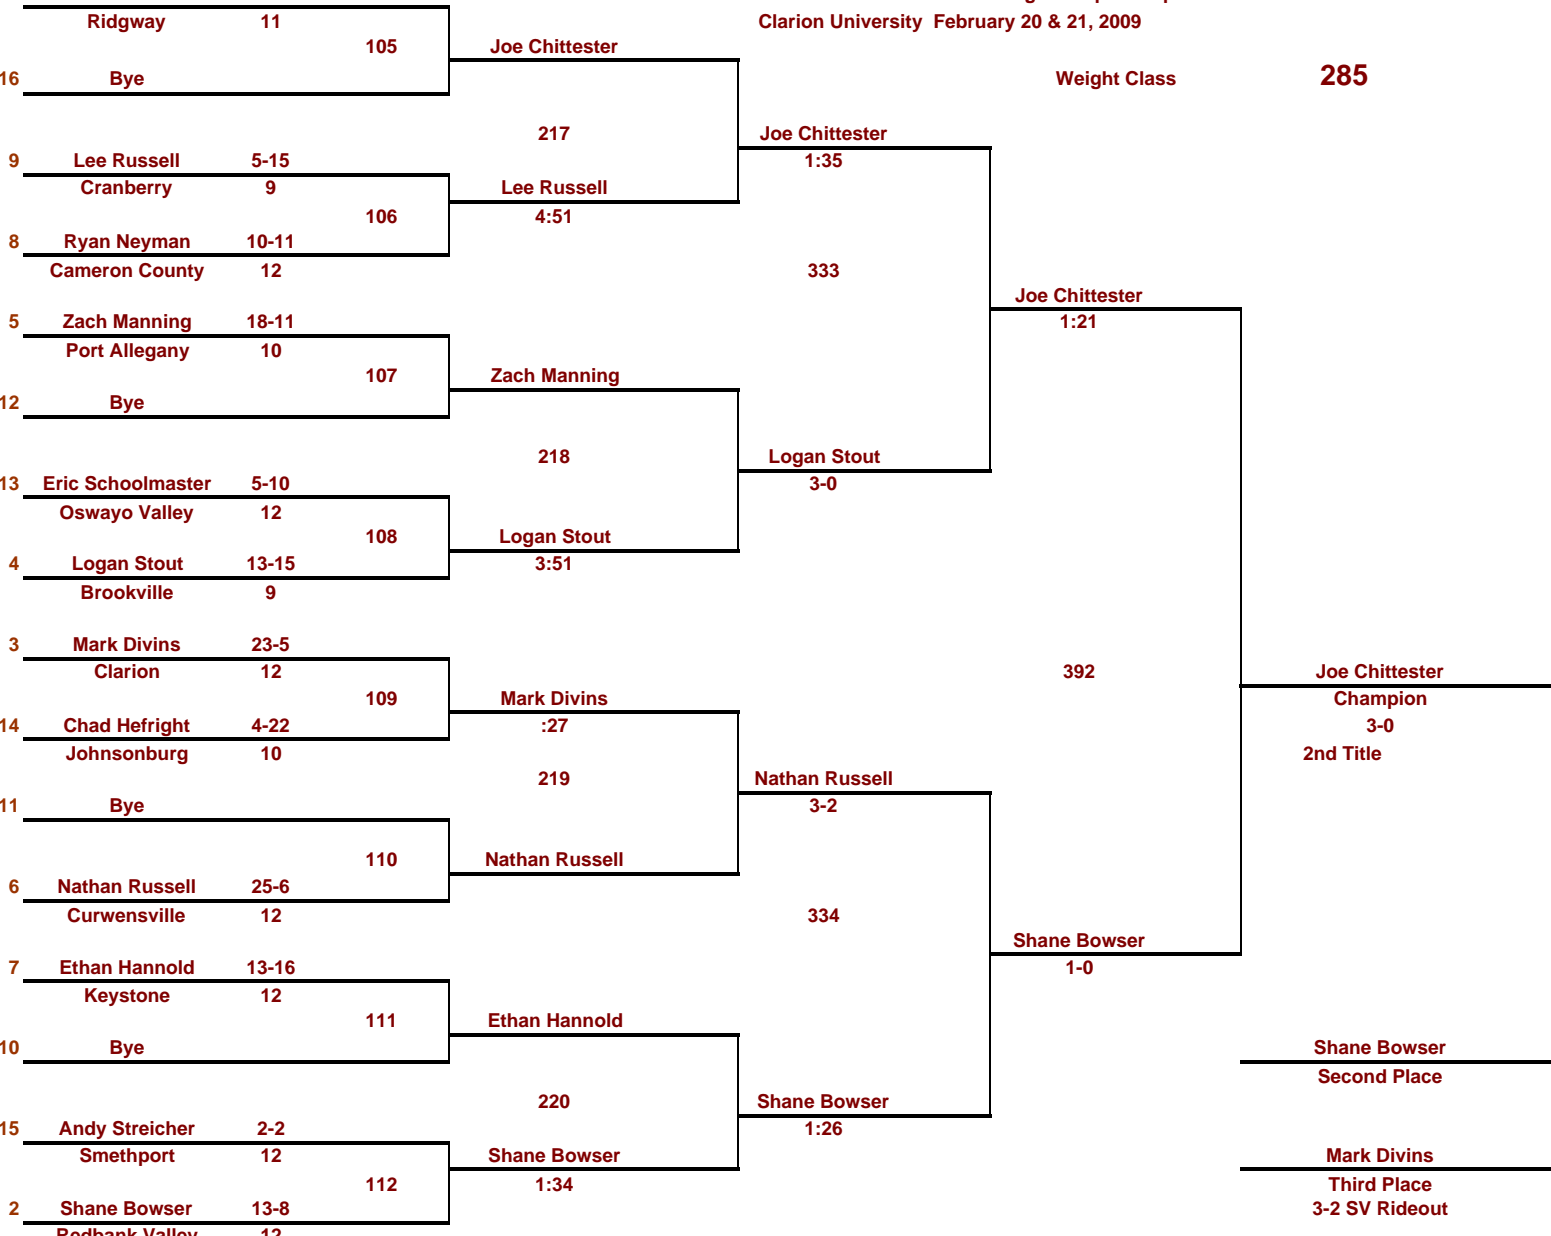 Ridgway 11
Clarion University February 20 & 21, 2009
105 Joe Chittester
16 Bye
Weight Class 285
217 Joe Chittester
9 Lee Russell 5-15
1:35
Cranberry 9
Lee Russell
106 4:51
8 Ryan Neyman 10-11
Cameron County 12
333
Joe Chittester
5 Zach Manning 18-11
1:21
Port Allegany 10
107 Zach Manning
12 Bye
218 Logan Stout
13 Eric Schoolmaster 5-10
3-0
Oswayo Valley 12
108 Logan Stout
4 Logan Stout 13-15
3:51
Brookville 9
3 Mark Divins 23-5
Clarion 12
392 Joe Chittester
109 Mark Divins
Champion
14 Chad Hefright 4-22
:27
3-0
Johnsonburg 10
2nd Title
219 Nathan Russell
11 Bye
3-2
110 Nathan Russell
6 Nathan Russell 25-6
Curwensville 12
334
Shane Bowser
7 Ethan Hannold 13-16
1-0
Keystone 12
111 Ethan Hannold
10 Bye
Shane Bowser
Second Place
220 Shane Bowser
15 Andy Streicher 2-2
1:26
Smethport 12
Shane Bowser
Mark Divins
112 1:34
Third Place
2 Shane Bowser 13-8
3-2 SV Rideout
Redbank Valley 12